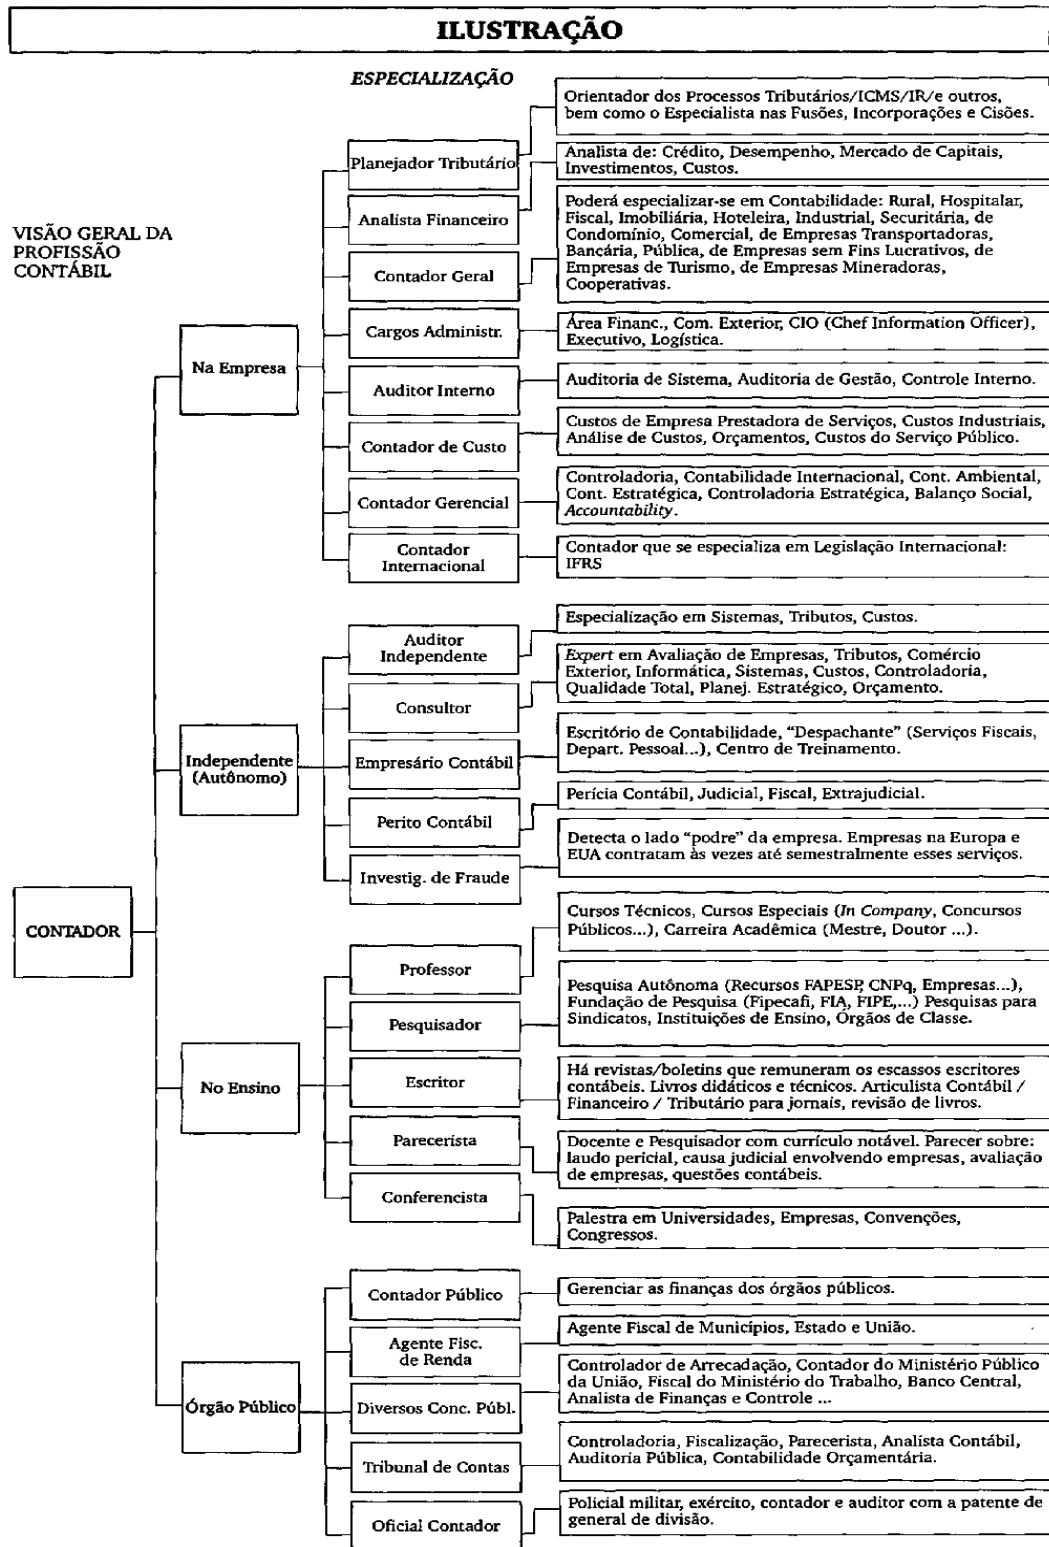 ILUSTRAÇÃO
ESPECIALIZAÇÃO
VISÃO GERAL DA
PROFISSÃO
CONTÁBIL
CONTADOR
Na Empresa
Planejador Tributário
Orientador dos Processos Tributários/ICMS/IR/e outros,
bem como o Especialista nas Fusões, Incorporações e Cisões.
Analista Financeiro
Analista de: Crédito, Desempenho, Mercado de Capitais,
Investimentos, Custos.
Contador Geral
Poderá especializar-se em Contabilidade: Rural, Hospitalar,
Fiscal, Imobiliária, Hoteleira, Industrial, Securitária, de
Condomínio, Comercial, de Empresas Transportadoras,
Bancária, Pública, de Empresas sem Fins Lucrativos, de
Empresas de Turismo, de Empresas Mineradoras,
Cooperativas.
Cargos Administr.
Área Financ., Com. Exterior, CIO (Chef Information Officer),
Executivo, Logística.
Auditor Interno
Auditoria de Sistema, Auditoria de Gestão, Controle Interno.
Contador de Custo
Custos de Empresa Prestadora de Serviços, Custos Industriais,
Análise de Custos, Orçamentos, Custos do Serviço Público.
Contador Gerencial
Controladoria, Contabilidade Internacional, Cont. Ambiental,
Cont. Estratégica, Controladoria Estratégica, Balanço Social,
Accountability.
Contador
Internacional
Contador que se especializa em Legislação Internacional:
IFRS
Independente
(Autônomo)
Auditor
Independente
Especialização em Sistemas, Tributos, Custos.
Consultor
Expert em Avaliação de Empresas, Tributos, Comércio
Exterior, Informática, Sistemas, Custos, Controladoria,
Qualidade Total, Planej. Estratégico, Orçamento.
Empresário Contábil
Escritório de Contabilidade, “Despachante” (Serviços Fiscais,
Depart. Pessoal...), Centro de Treinamento.
Perito Contábil
Perícia Contábil, Judicial, Fiscal, Extrajudicial.
Investig. de Fraude
Detecta o lado “podre” da empresa. Empresas na Europa e
EUA contratam às vezes até semestralmente esses serviços.
No Ensino
Professor
Cursos Técnicos, Cursos Especiais (In Company, Concursos
Públicos...), Carreira Acadêmica (Mestre, Doutor ...).
Pesquisador
Pesquisa Autônoma (Recursos FAPESP, CNPq, Empresas...),
Fundação de Pesquisa (Fipecafi, FIA, FIPE,...) Pesquisas para
Sindicatos, Instituições de Ensino, Órgãos de Classe.
Escritor
Há revistas/boletins que remuneram os escassos escritores
contábeis. Livros didáticos e técnicos. Articulista Contábil /
Financeiro / Tributário para jornais, revisão de livros.
Parecerista
Docente e Pesquisador com currículo notável. Parecer sobre:
laudo pericial, causa judicial envolvendo empresas, avaliação
de empresas, questões contábeis.
Conferencista
Palestra em Universidades, Empresas, Convenções,
Congressos.
Órgão Público
Contador Público
Gerenciar as finanças dos órgãos públicos.
Agente Fisc.
de Renda
Agente Fiscal de Municípios, Estado e União.
Diversos Conc. Públ.
Controlador de Arrecadação, Contador do Ministério Público
da União, Fiscal do Ministério do Trabalho, Banco Central,
Analista de Finanças e Controle ...
Tribunal de Contas
Controladoria, Fiscalização, Parecerista, Analista Contábil,
Auditoria Pública, Contabilidade Orçamentária.
Oficial Contador
Policial militar, exército, contador e auditor com a patente de
general de divisão.